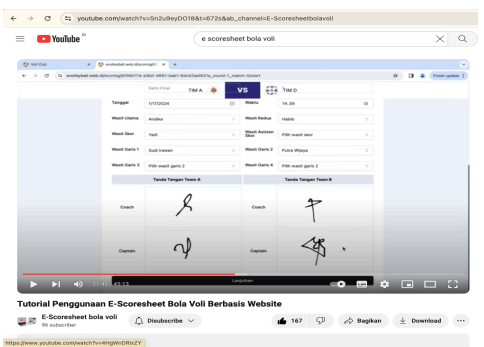 youtube.com/watch?v=Sn2u9eyDO18&t=672s&ab_channel=E-Scoresheetbolavoli
YouTube ID
e scoresheet bola voli
Volt Club
Finish update
Semi Final TIM A VS TIM D
Tanggal 1/17/2024 Waktu 14.39
Wasit Utama Andika Wasit Kedua Habib
Wasit Skor Yadi Wasit Asisten Skor Pilih wasit skor
Wasit Garis 1 Sudi Irawan Wasit Garis 2 Putra Wijaya
Wasit Garis 3 Pilih wasit garis 2 Wasit Garis 4 Pilih wasit garis 2
Tanda Tangan Team A Tanda Tangan Team B
Coach Coach
Captain Captain
Lanjutkan
45:13
Tutorial Penggunaan E-Scoresheet Bola Voli Berbasis Website
E-Scoresheet bola voli
96 subscriber
Disubscribe
167
Bagikan
Download
https://www.youtube.com/watch?v=4HgWnDRlxZY